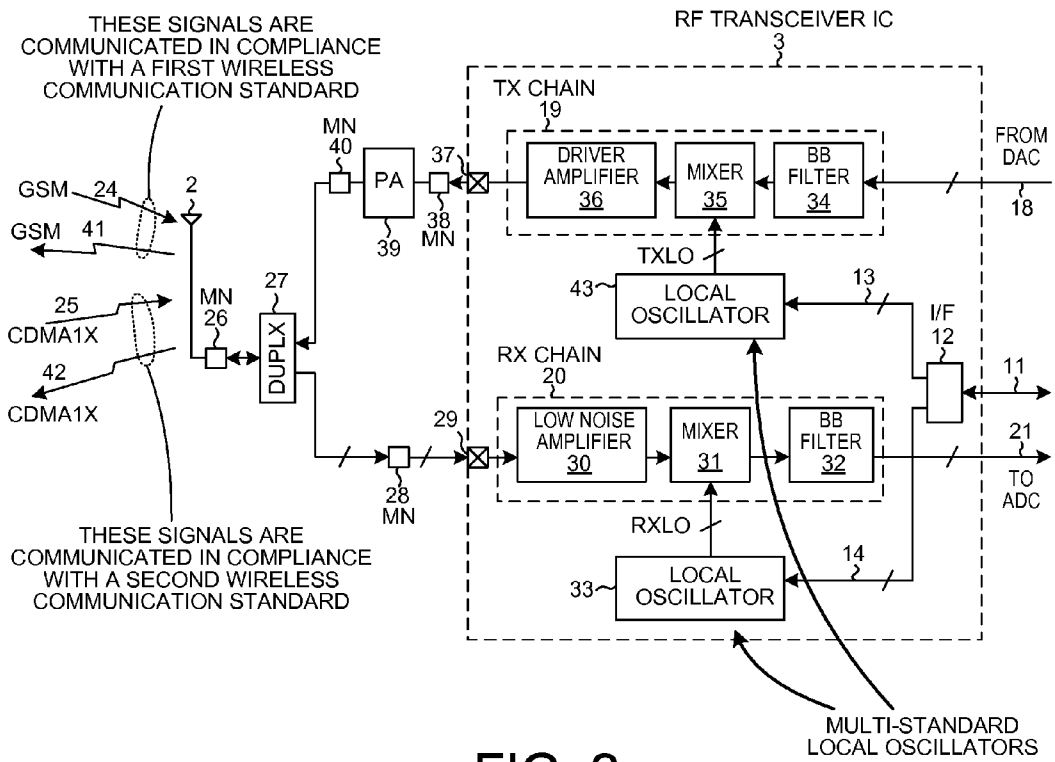 THESE SIGNALS ARE
COMMUNICATED IN COMPLIANCE
WITH A FIRST WIRELESS
COMMUNICATION STANDARD
RF TRANSCEIVER IC
3
TX CHAIN
19
MN
40
PA
39
38
MN
37
DRIVER
AMPLIFIER
36
MIXER
35
BB
FILTER
34
FROM
DAC
18
GSM
24
2
GSM
41
25
CDMA1X
42
CDMA1X
MN
26
27
DUPLX
TXLO
43
LOCAL
OSCILLATOR
13
I/F
12
11
RX CHAIN
20
29
LOW NOISE
AMPLIFIER
30
MIXER
31
BB
FILTER
32
21
TO
ADC
28
MN
RXLO
33
LOCAL
OSCILLATOR
14
THESE SIGNALS ARE
COMMUNICATED IN COMPLIANCE
WITH A SECOND WIRELESS
COMMUNICATION STANDARD
MULTI-STANDARD
LOCAL OSCILLATORS